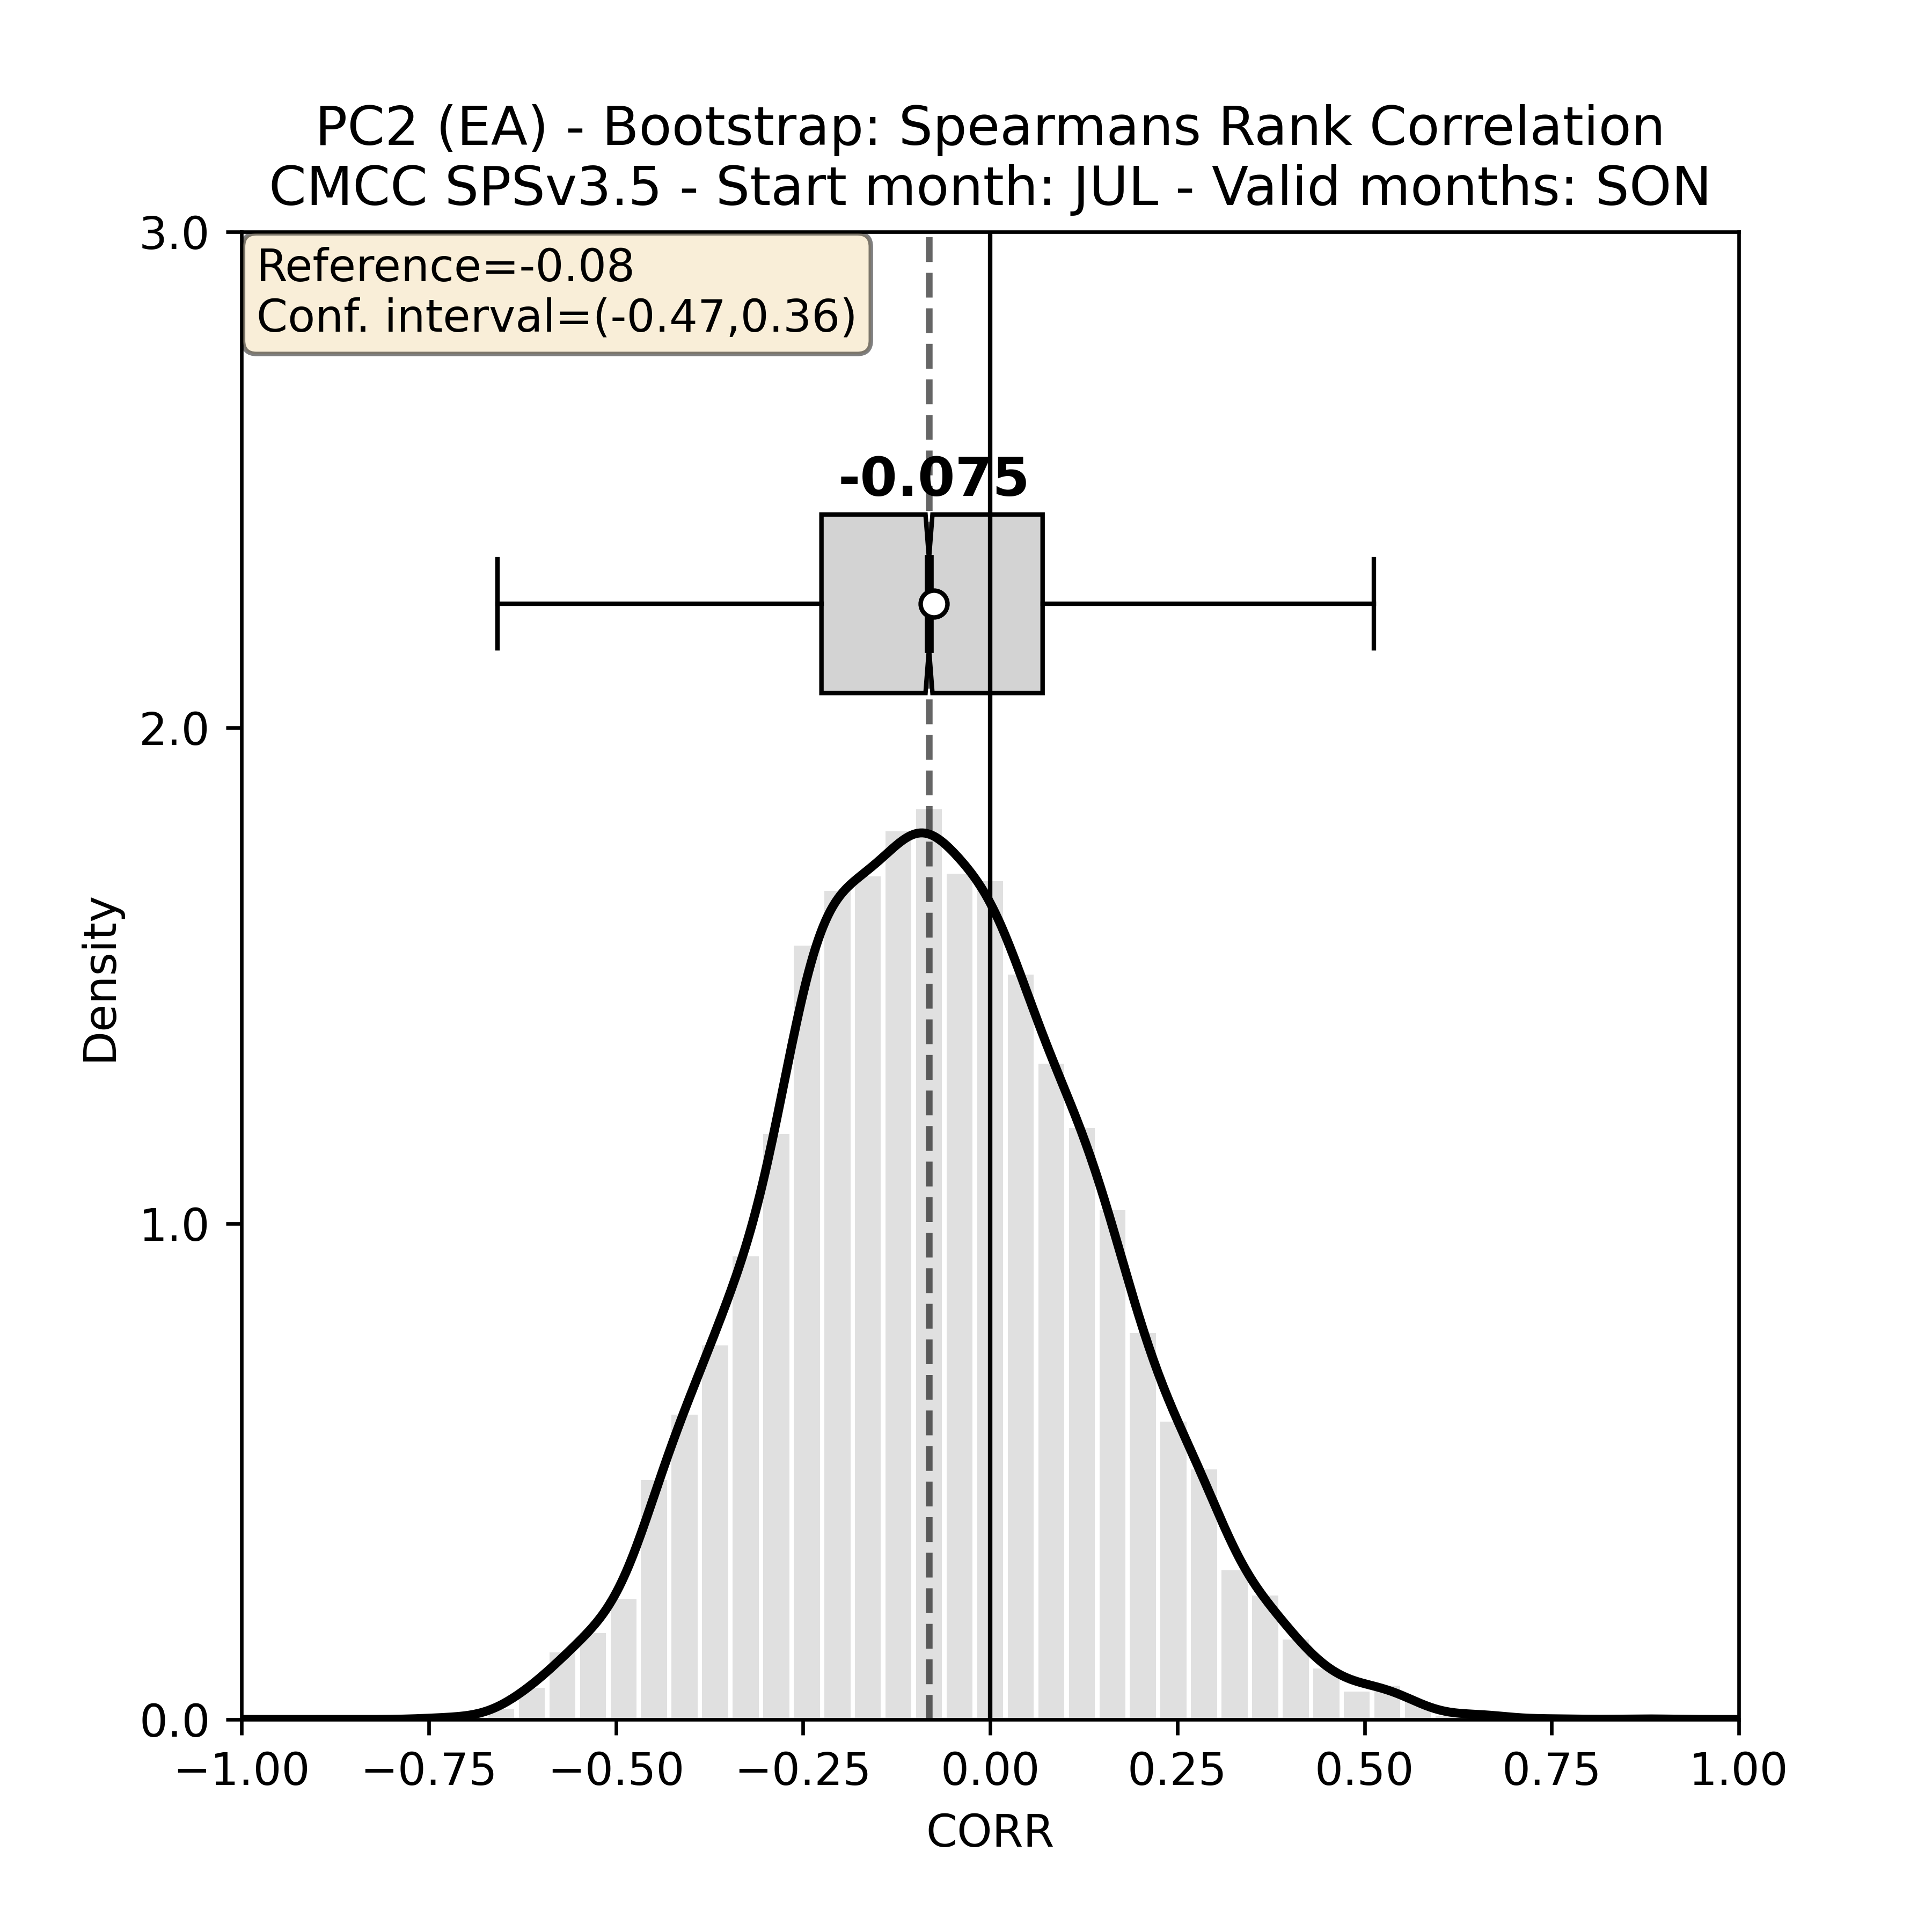 PC2 (EA) - Bootstrap: Spearmans Rank Correlation
CMCC SPSv3.5 - Start month: JUL - Valid months: SON
Reference=-0.08
Conf. interval=(-0.47,0.36)
-0.075
3.0
2.0
1.0
0.0
Density
−1.00 −0.75 −0.50 −0.25 0.00 0.25 0.50 0.75 1.00
CORR